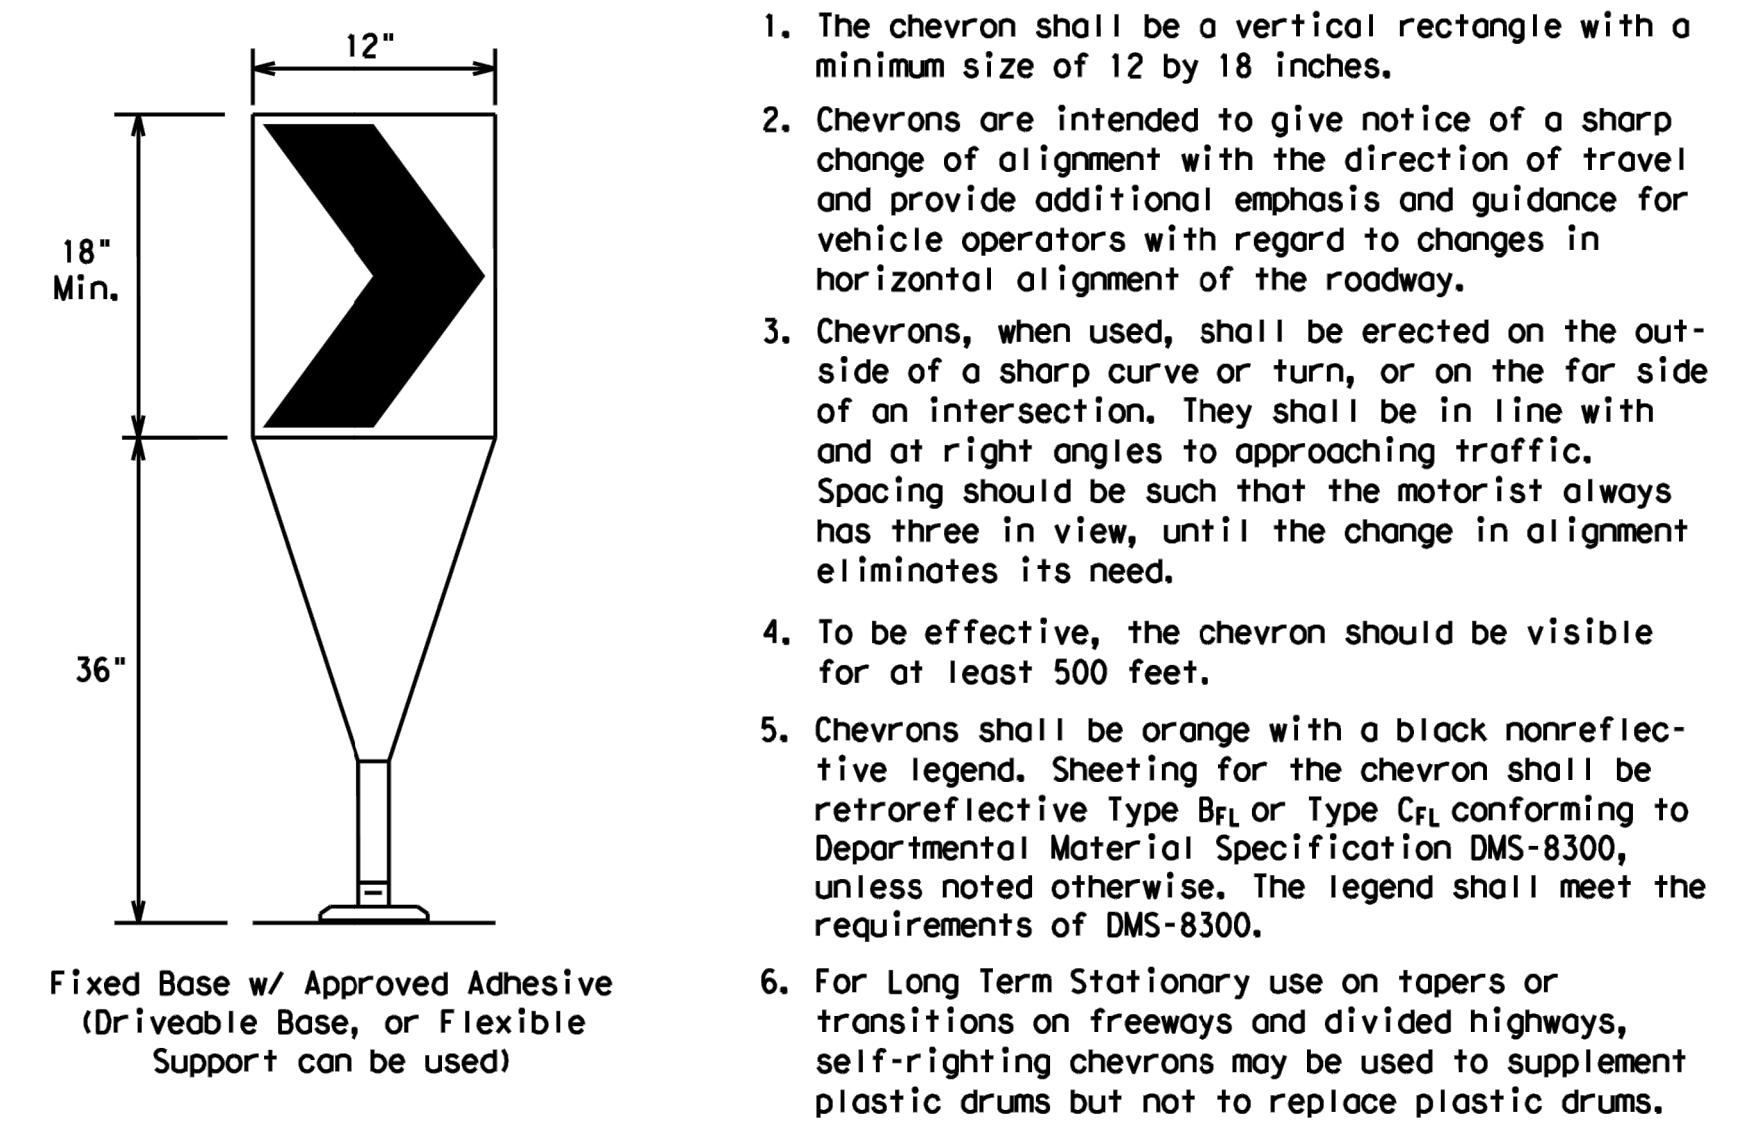 12"
18"
Min.
36"
Fixed Base w/ Approved Adhesive
(Driveable Base, or Flexible
Support can be used)
1. The chevron shall be a vertical rectangle with a
minimum size of 12 by 18 inches.
2. Chevrons are intended to give notice of a sharp
change of alignment with the direction of travel
and provide additional emphasis and guidance for
vehicle operators with regard to changes in
horizontal alignment of the roadway.
3. Chevrons, when used, shall be erected on the out-
side of a sharp curve or turn, or on the far side
of an intersection. They shall be in line with
and at right angles to approaching traffic.
Spacing should be such that the motorist always
has three in view, until the change in alignment
eliminates its need.
4. To be effective, the chevron should be visible
for at least 500 feet.
5. Chevrons shall be orange with a black nonreflec-
tive legend. Sheeting for the chevron shall be
retroreflective Type BFL or Type CFL conforming to
Departmental Material Specification DMS-8300,
unless noted otherwise. The legend shall meet the
requirements of DMS-8300.
6. For Long Term Stationary use on tapers or
transitions on freeways and divided highways,
self-righting chevrons may be used to supplement
plastic drums but not to replace plastic drums.